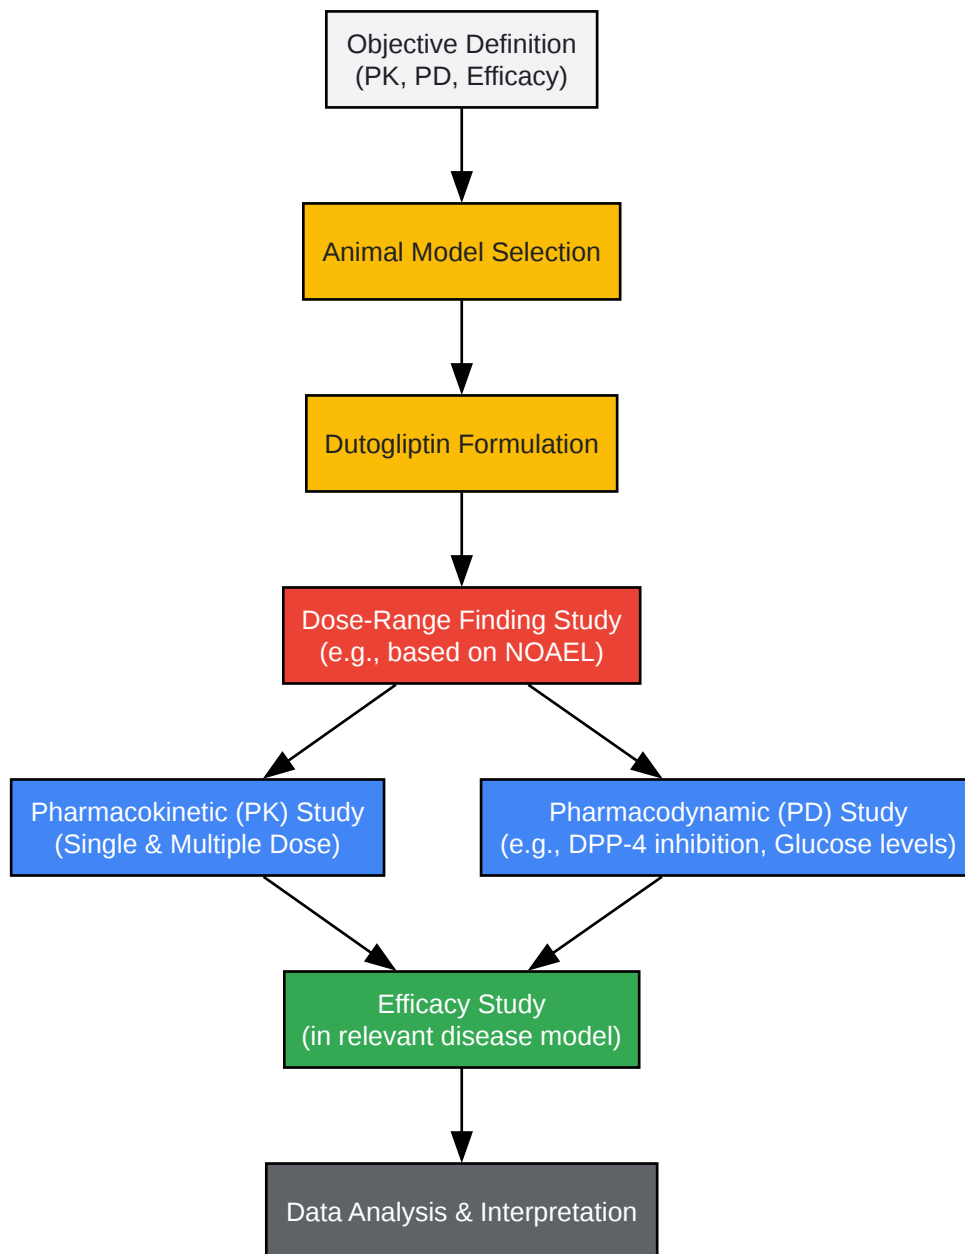 Objective Definition
(PK, PD, Efficacy)
Animal Model Selection
Dutogliptin Formulation
Dose-Range Finding Study
(e.g., based on NOAEL)
Pharmacokinetic (PK) Study
(Single & Multiple Dose)
Pharmacodynamic (PD) Study
(e.g., DPP-4 inhibition, Glucose levels)
Efficacy Study
(in relevant disease model)
Data Analysis & Interpretation